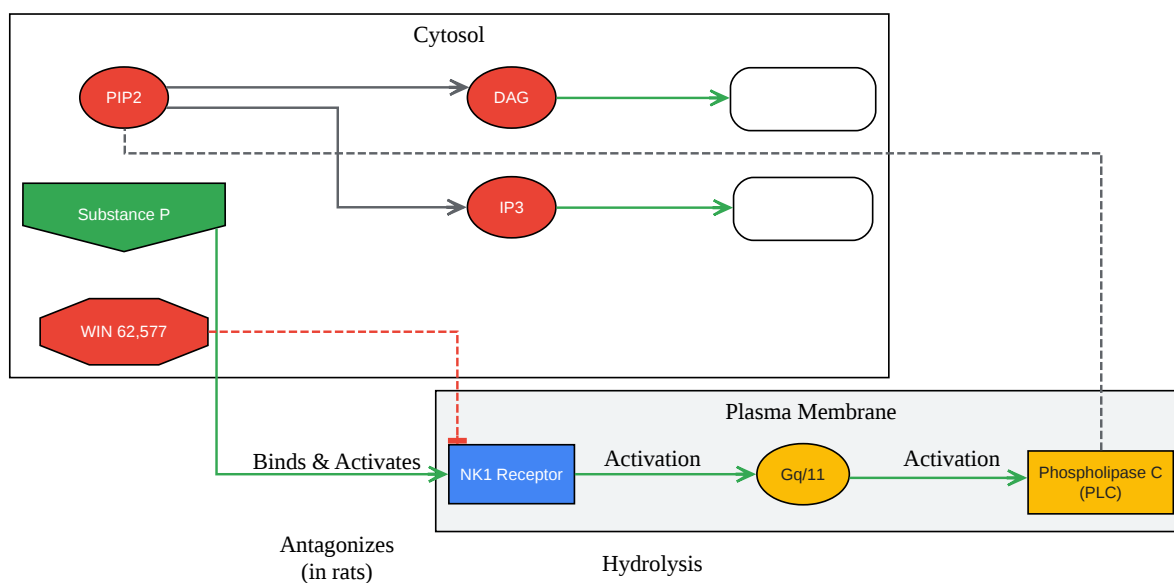 Cytosol
PIP2
DAG
IP3
Substance P
WIN 62,577
Plasma Membrane
Binds & Activates
NK1 Receptor
Activation
Gq/11
Activation
Phospholipase C
(PLC)
Antagonizes
(in rats)
Hydrolysis